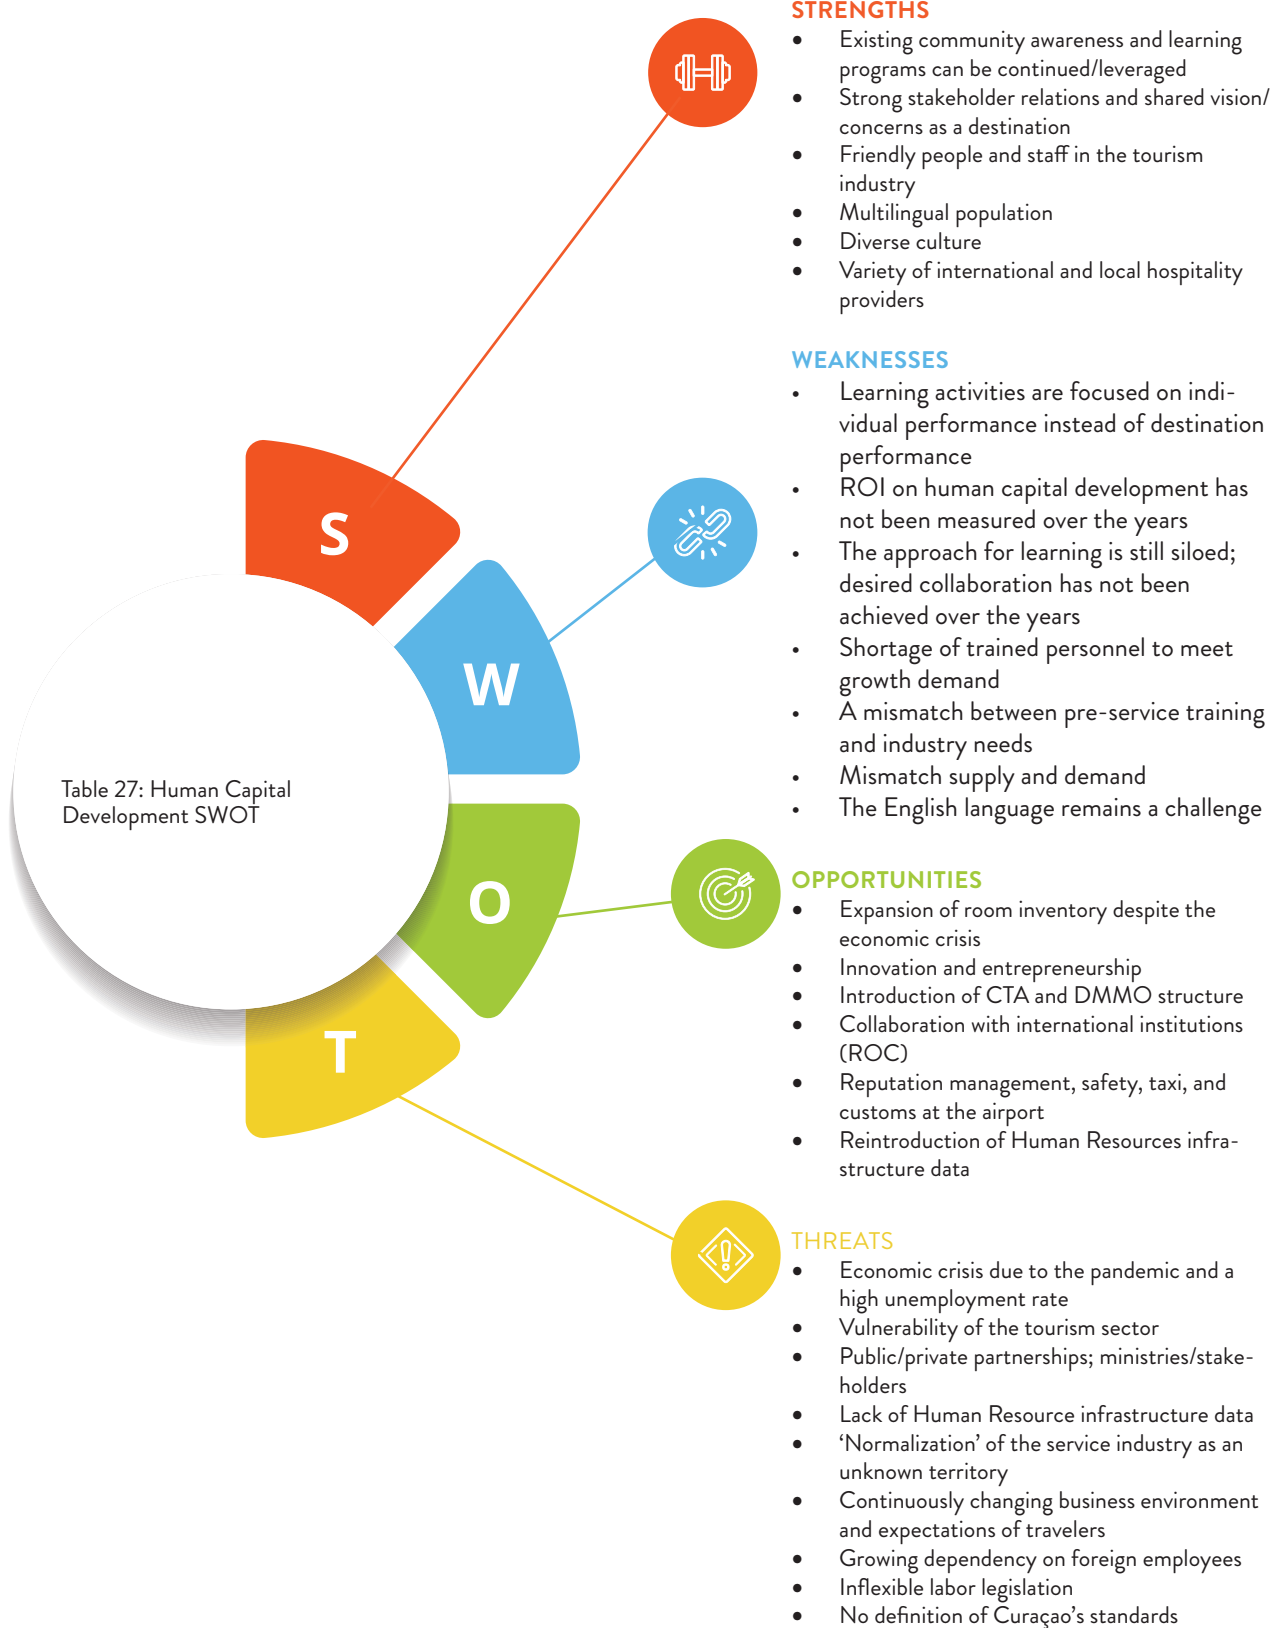 STRENGTHS
• Existing community awareness and learning
programs can be continued/leveraged
• Strong stakeholder relations and shared vision/
concerns as a destination
• Friendly people and staff in the tourism
industry
• Multilingual population
• Diverse culture
• Variety of international and local hospitality
providers
WEAKNESSES
• Learning activities are focused on indi-
vidual performance instead of destination
performance
• ROI on human capital development has
not been measured over the years
• The approach for learning is still siloed;
desired collaboration has not been
achieved over the years
• Shortage of trained personnel to meet
growth demand
• A mismatch between pre-service training
and industry needs
• Mismatch supply and demand
• The English language remains a challenge
OPPORTUNITIES
• Expansion of room inventory despite the
economic crisis
• Innovation and entrepreneurship
• Introduction of CTA and DMMO structure
• Collaboration with international institutions
(ROC)
• Reputation management, safety, taxi, and
customs at the airport
• Reintroduction of Human Resources infra-
structure data
THREATS
• Economic crisis due to the pandemic and a
high unemployment rate
• Vulnerability of the tourism sector
• Public/private partnerships; ministries/stake-
holders
• Lack of Human Resource infrastructure data
• ‘Normalization’ of the service industry as an
unknown territory
• Continuously changing business environment
and expectations of travelers
• Growing dependency on foreign employees
• Inflexible labor legislation
• No definition of Curaçao’s standards
S
W
O
T
Table 27: Human Capital
Development SWOT